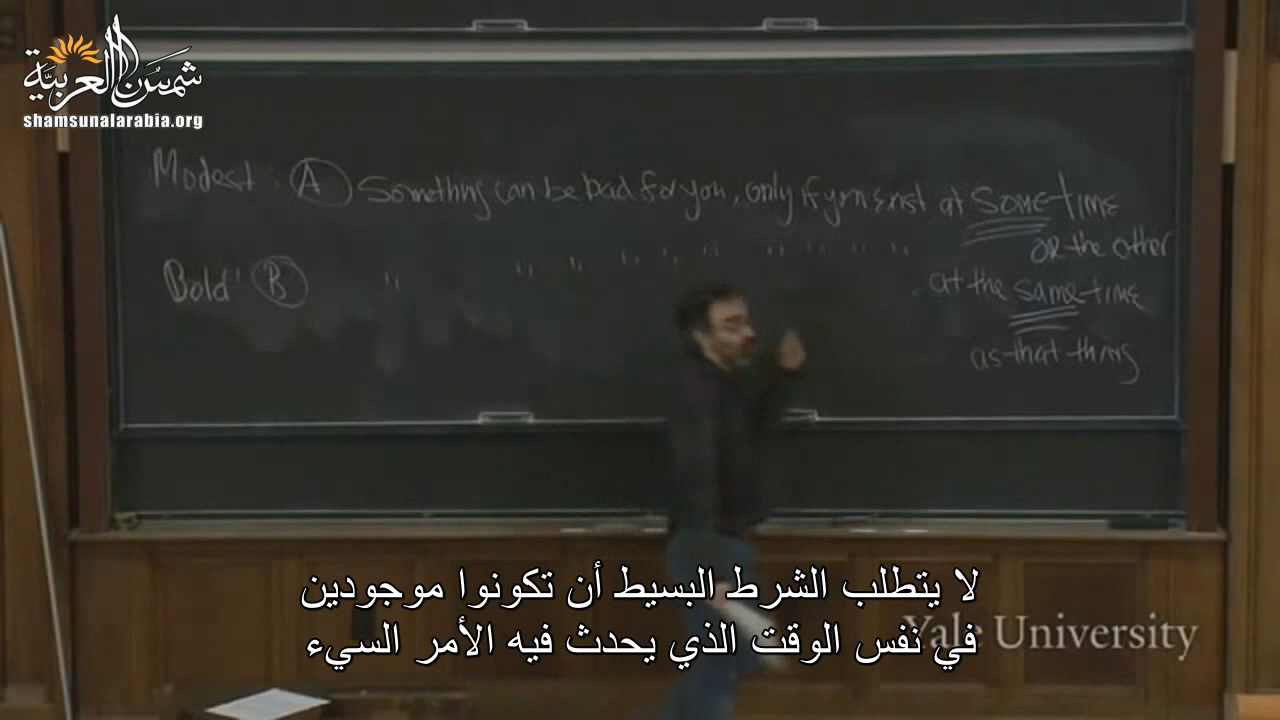 شمس العربية
shamsunalarabia.org
Modest: (A) Something can be bad for you, only if you exist at SOME TIME
OR the other
Bold: (B) " " " " " " " " " " at the same time
as that thing
لا يتطلب الشرط البسيط أن تكونوا موجودين
في نفس الوقت الذي يحدث فيه الأمر السيء
Yale University